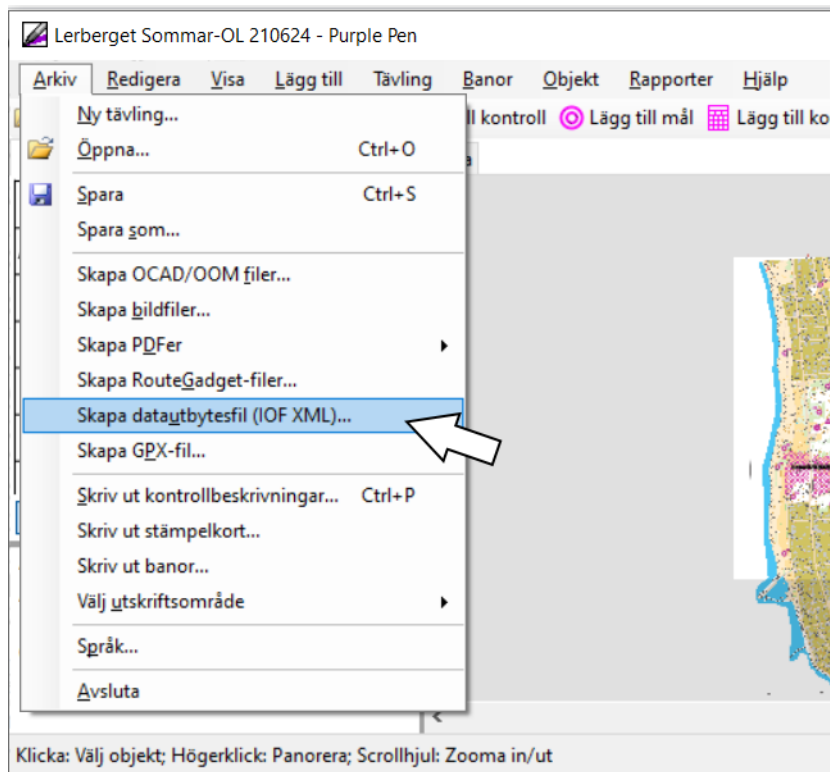 Lerberget Sommar-OL 210624 - Purple Pen
Arkiv Redigera Visa Lägg till Tävling Banor Objekt Rapporter Hjälp
ll kontroll Lägg till mål Lägg till ko
Ny tävling...
Öppna... Ctrl+O
Spara Ctrl+S
Spara som...
Skapa OCAD/OOM filer...
Skapa bildfiler...
Skapa PDFer
Skapa RouteGadget-filer...
Skapa datautbytesfil (IOF XML)...
Skapa GPX-fil...
Skriv ut kontrollbeskrivningar... Ctrl+P
Skriv ut stämpelkort...
Skriv ut banor...
Välj utskriftsområde
Språk...
Avsluta
Klicka: Välj objekt; Högerklick: Panorera; Scrollhjul: Zooma in/ut